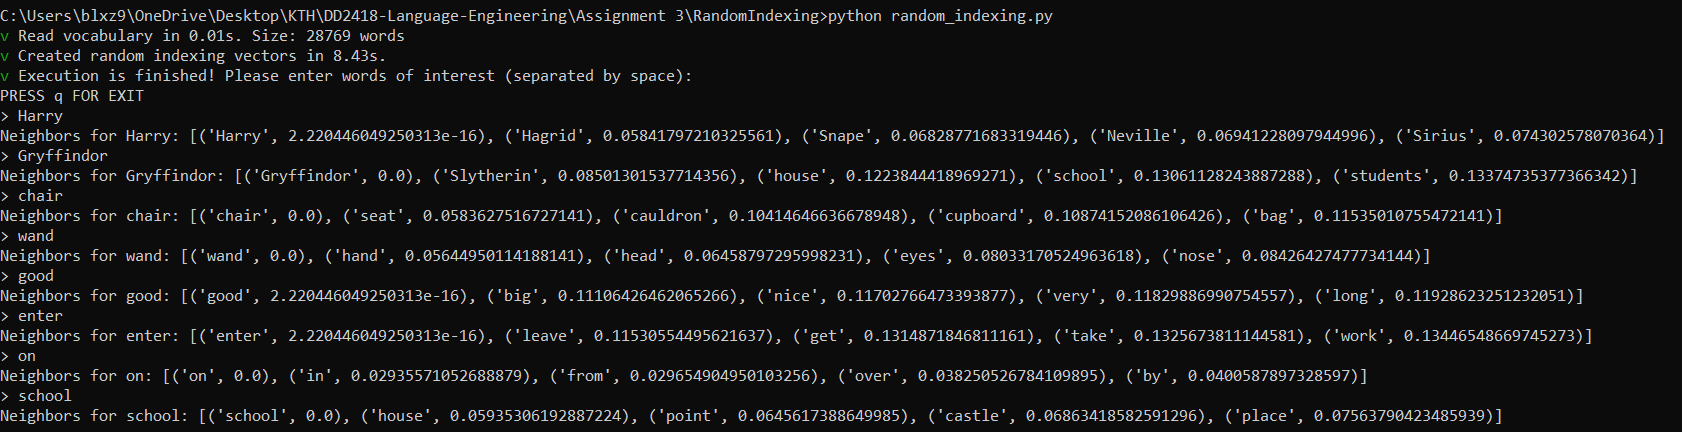 C:\Users\blxz9\OneDrive\Desktop\KTH\DD2418-Language-Engineering\Assignment 3\RandomIndexing>python random_indexing.py
v Read vocabulary in 0.01s. Size: 28769 words
v Created random indexing vectors in 8.43s.
v Execution is finished! Please enter words of interest (separated by space):
PRESS q FOR EXIT
> Harry
Neighbors for Harry: [('Harry', 2.220446049250313e-16), ('Hagrid', 0.05841797210325561), ('Snape', 0.06828771683319446), ('Neville', 0.06941228097944996), ('Sirius', 0.074302578070364)]
> Gryffindor
Neighbors for Gryffindor: [('Gryffindor', 0.0), ('Slytherin', 0.08501301537714356), ('house', 0.1223844418969271), ('school', 0.13061128243887288), ('students', 0.13374735377366342)]
> chair
Neighbors for chair: [('chair', 0.0), ('seat', 0.0583627516727141), ('cauldron', 0.10414646636678948), ('cupboard', 0.10874152086106426), ('bag', 0.11535010755472141)]
> wand
Neighbors for wand: [('wand', 0.0), ('hand', 0.05644950114188141), ('head', 0.06458797295998231), ('eyes', 0.08033170524963618), ('nose', 0.08426427477734144)]
> good
Neighbors for good: [('good', 2.220446049250313e-16), ('big', 0.11106426462065266), ('nice', 0.11702766473393877), ('very', 0.11829886990754557), ('long', 0.11928623251232051)]
> enter
Neighbors for enter: [('enter', 2.220446049250313e-16), ('leave', 0.11530554495621637), ('get', 0.1314871846811161), ('take', 0.1325673811144581), ('work', 0.13446548669745273)]
> on
Neighbors for on: [('on', 0.0), ('in', 0.02935571052688879), ('from', 0.029654904950103256), ('over', 0.038250526784109895), ('by', 0.0400587897328597)]
> school
Neighbors for school: [('school', 0.0), ('house', 0.05935306192887224), ('point', 0.0645617388649985), ('castle', 0.06863418582591296), ('place', 0.07563790423485939)]